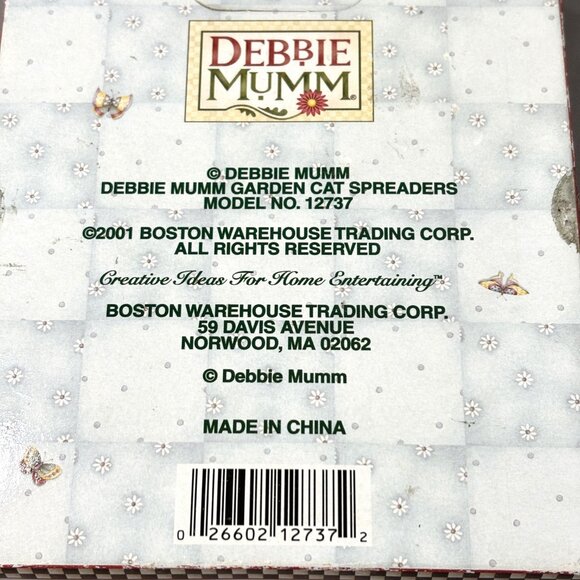 DEBBIE
MUMM®
© DEBBIE MUMM
DEBBIE MUMM GARDEN CAT SPREADERS
MODEL NO. 12737
©2001 BOSTON WAREHOUSE TRADING CORP.
ALL RIGHTS RESERVED
Creative Ideas For Home Entertaining™
BOSTON WAREHOUSE TRADING CORP.
59 DAVIS AVENUE
NORWOOD, MA 02062
© Debbie Mumm
MADE IN CHINA
0 26602 12737 2